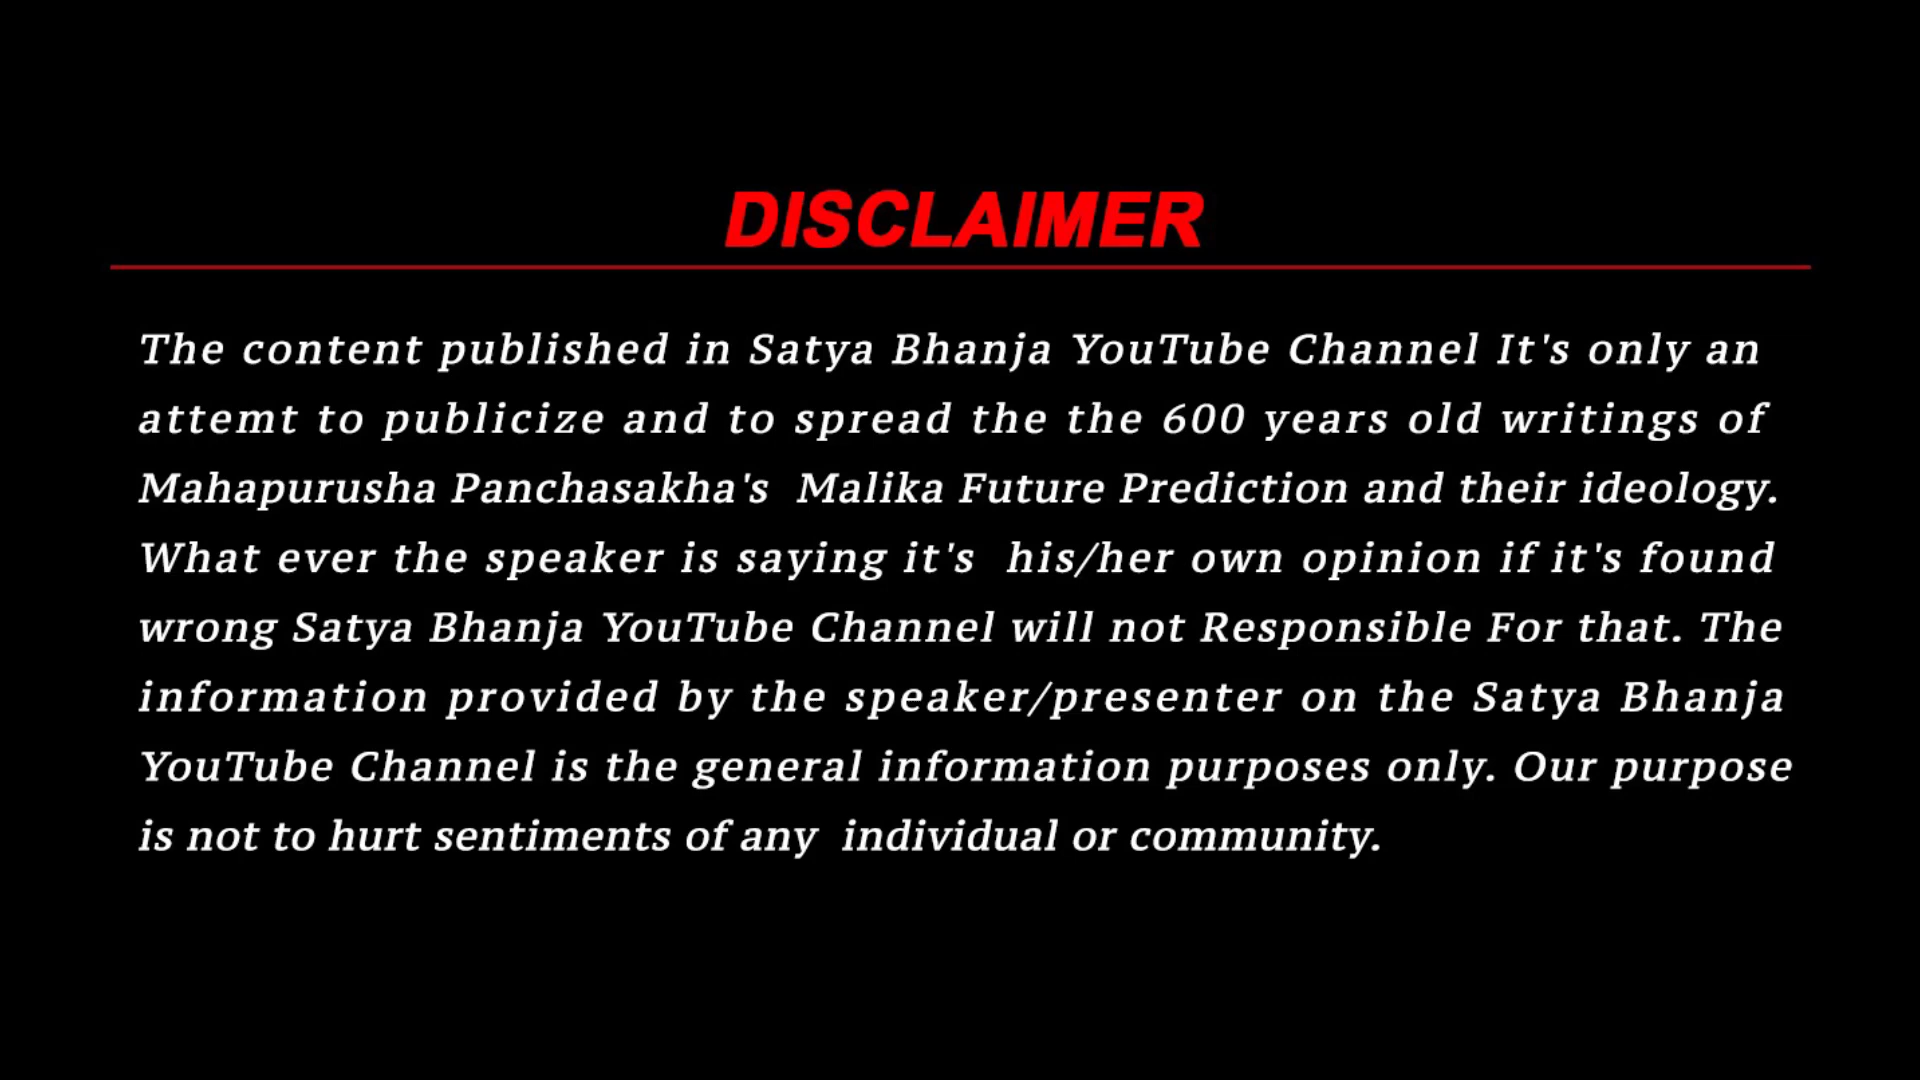 DISCLAIMER
The content published in Satya Bhanja YouTube Channel It's only an
attemt to publicize and to spread the the 600 years old writings of
Mahapurusha Panchasakha's Malika Future Prediction and their ideology.
What ever the speaker is saying it's his/her own opinion if it's found
wrong Satya Bhanja YouTube Channel will not Responsible For that. The
information provided by the speaker/presenter on the Satya Bhanja
YouTube Channel is the general information purposes only. Our purpose
is not to hurt sentiments of any individual or community.